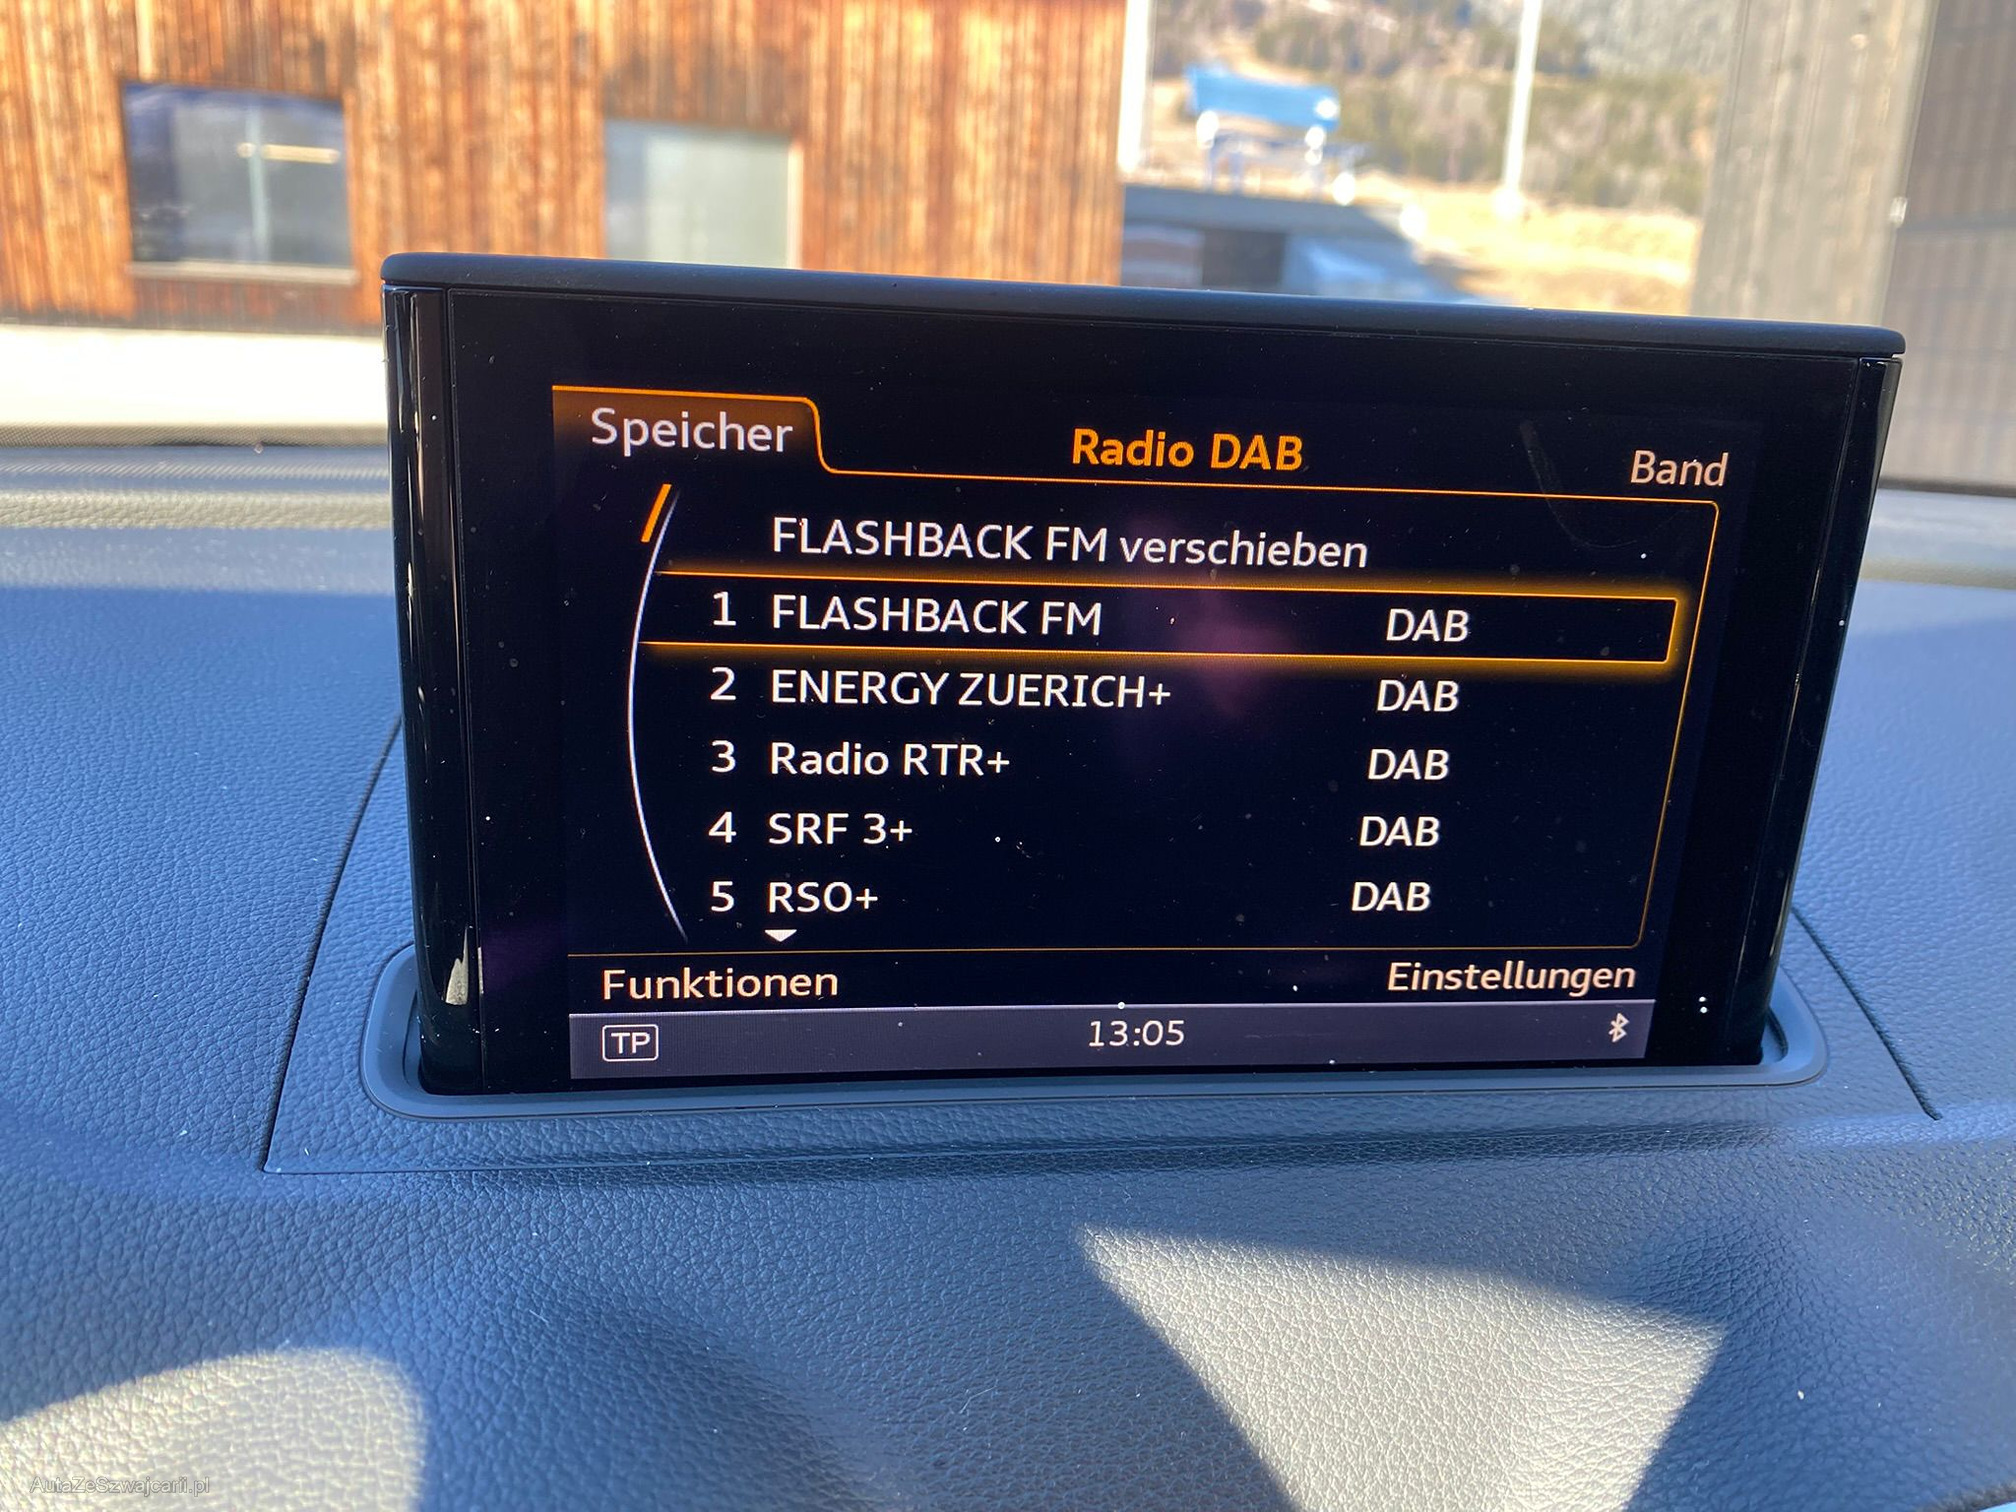 Speicher Radio DAB Band
FLASHBACK FM verschieben
1 FLASHBACK FM DAB
2 ENERGY ZUERICH+ DAB
3 Radio RTR+ DAB
4 SRF 3+ DAB
5 RSO+ DAB
Funktionen Einstellungen
TP 13:05
AutaZeSzwajcarii.pl